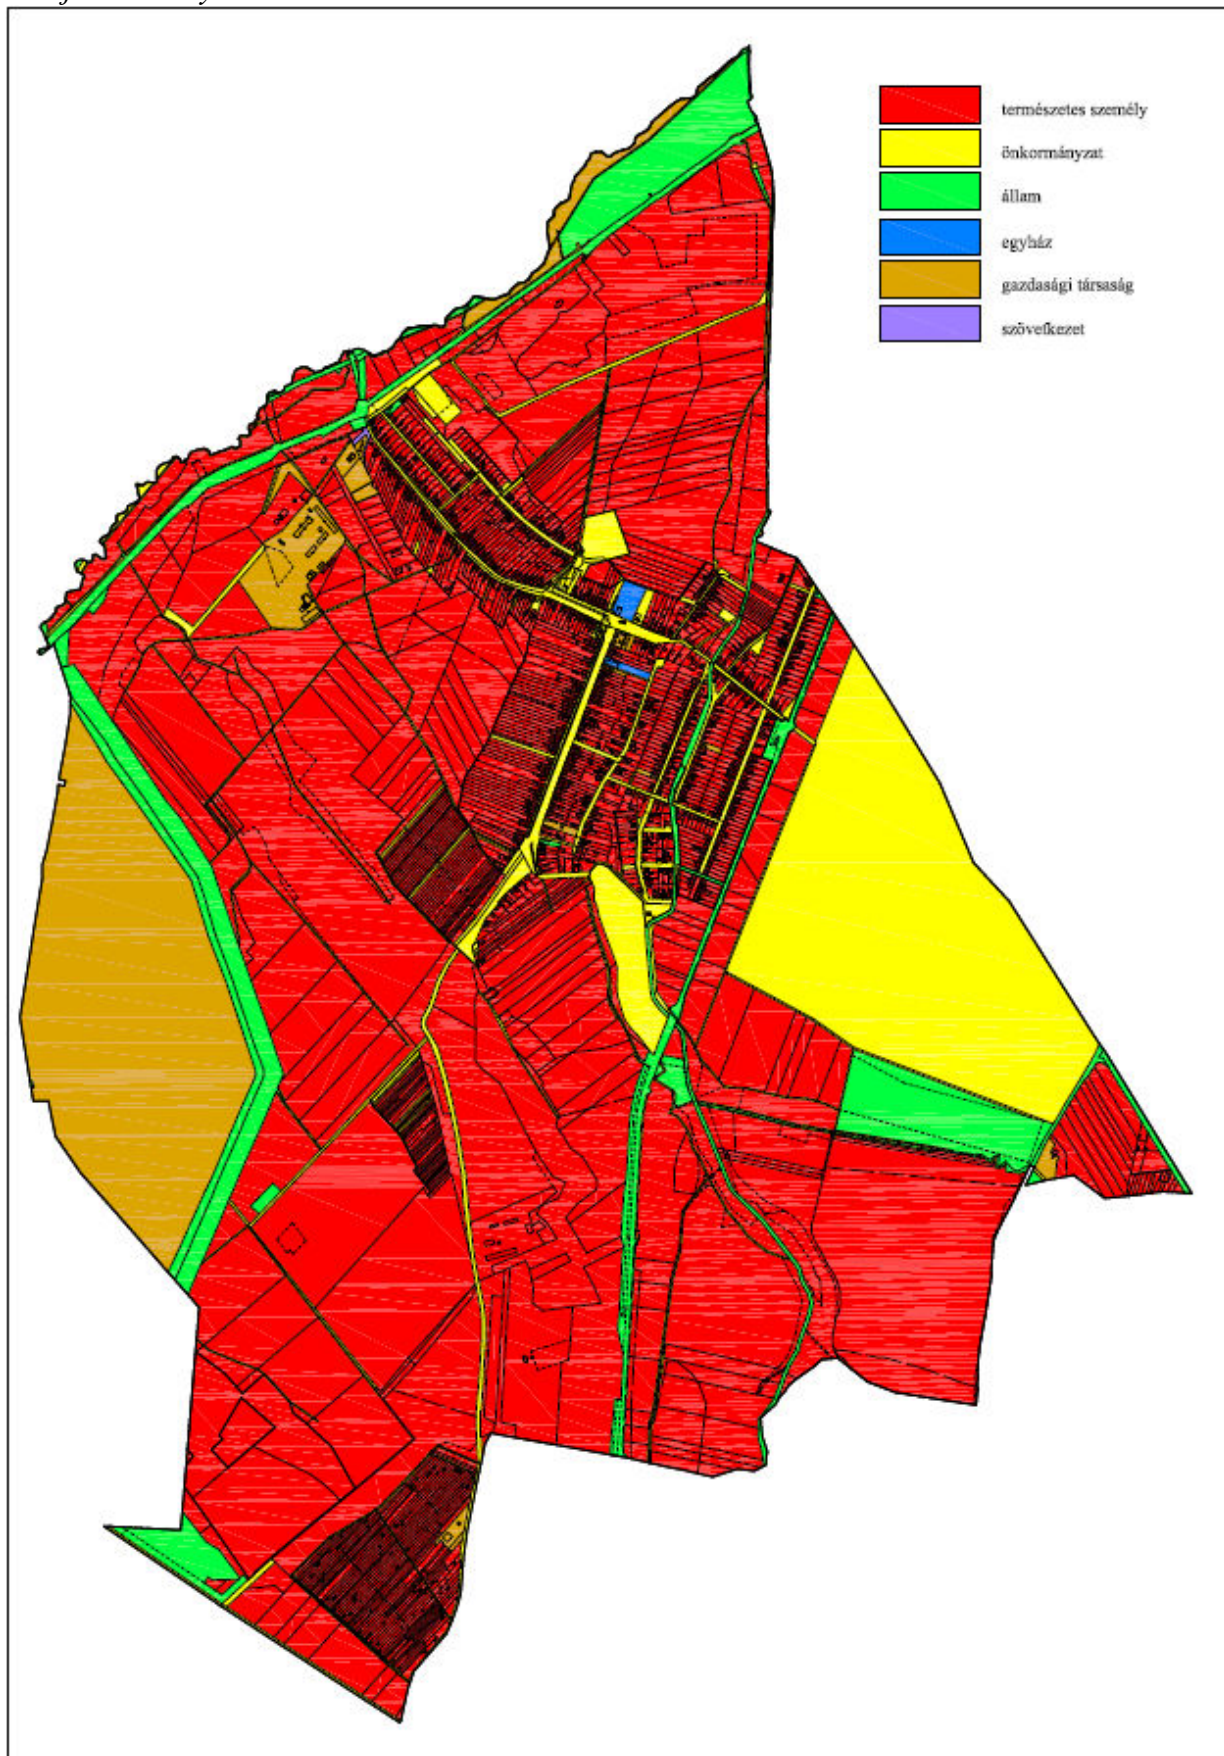 természetes személy
önkormányzat
állam
egyház
gazdasági társaság
szövetkezet